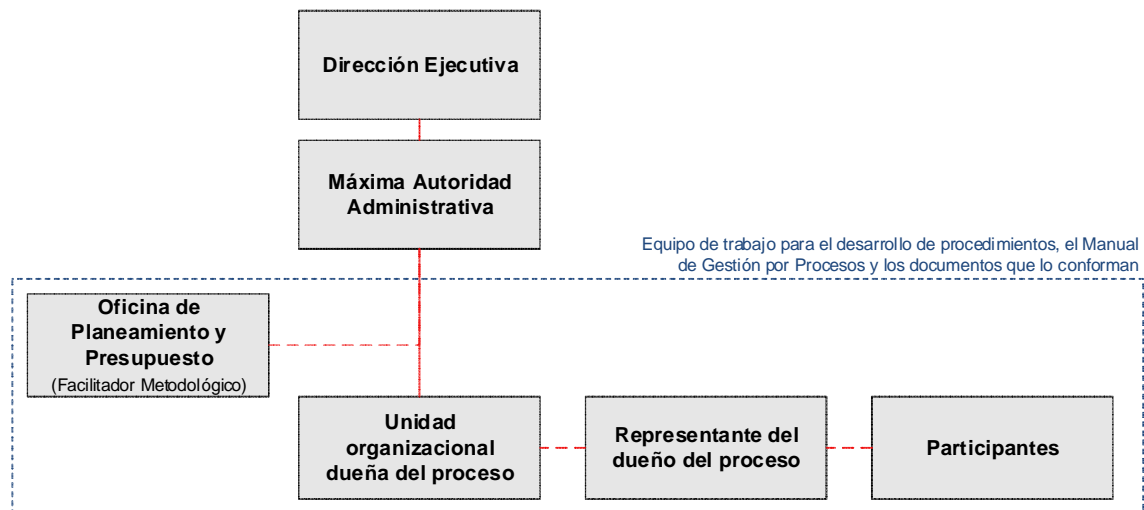 Dirección Ejecutiva
Máxima Autoridad
Administrativa
Equipo de trabajo para el desarrollo de procedimientos, el Manual
de Gestión por Procesos y los documentos que lo conforman
Oficina de
Planeamiento y
Presupuesto
(Facilitador Metodológico)
Unidad
organizacional
dueña del proceso
Representante del
dueño del proceso
Participantes